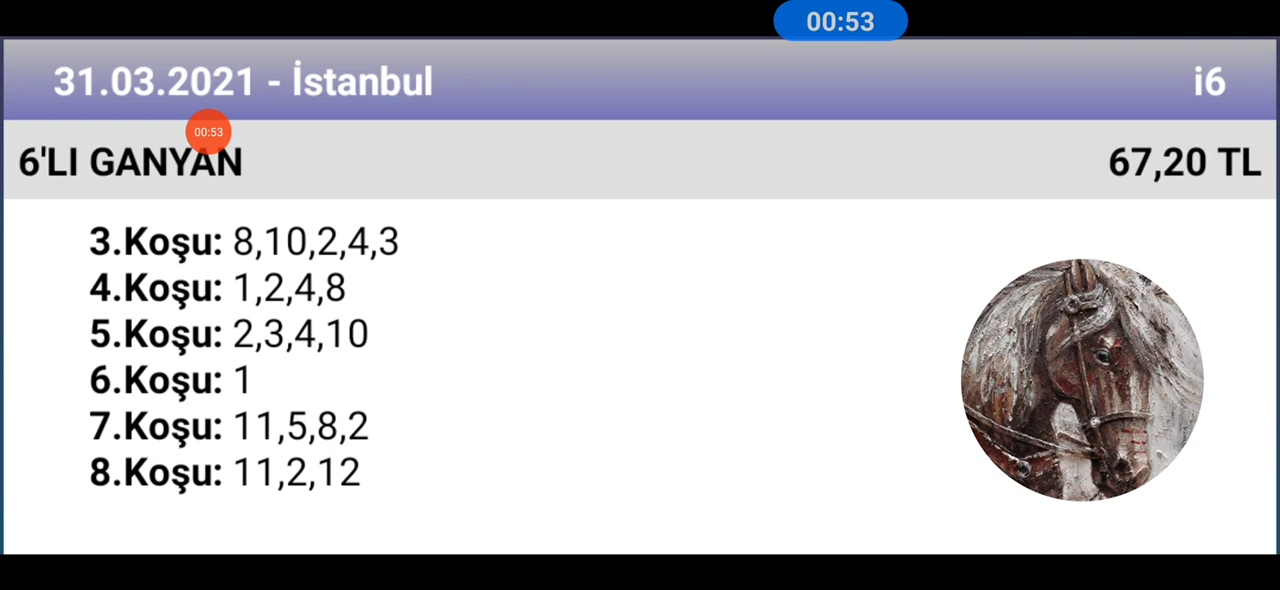 00:53
31.03.2021 - İstanbul i6
00:53
6'LI GANYAN 67,20 TL
3.Koşu: 8,10,2,4,3
4.Koşu: 1,2,4,8
5.Koşu: 2,3,4,10
6.Koşu: 1
7.Koşu: 11,5,8,2
8.Koşu: 11,2,12